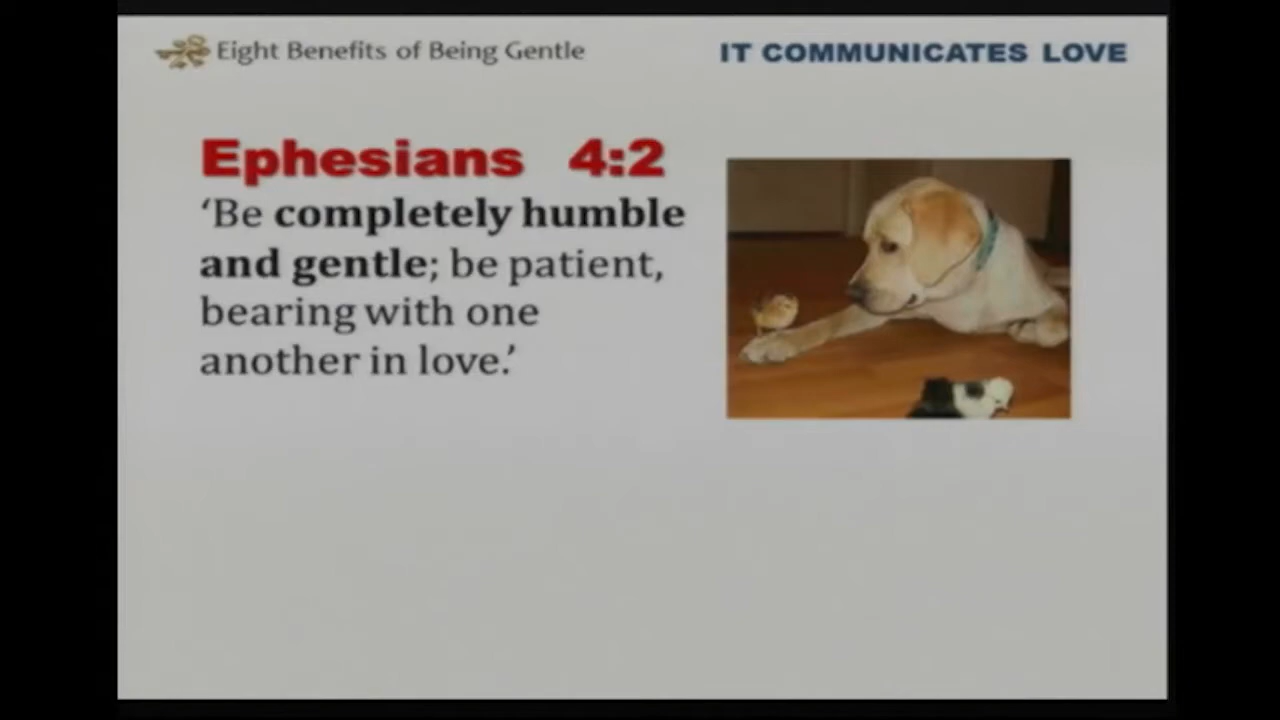 Eight Benefits of Being Gentle
IT COMMUNICATES LOVE
Ephesians 4:2
‘Be completely humble
and gentle; be patient,
bearing with one
another in love.’